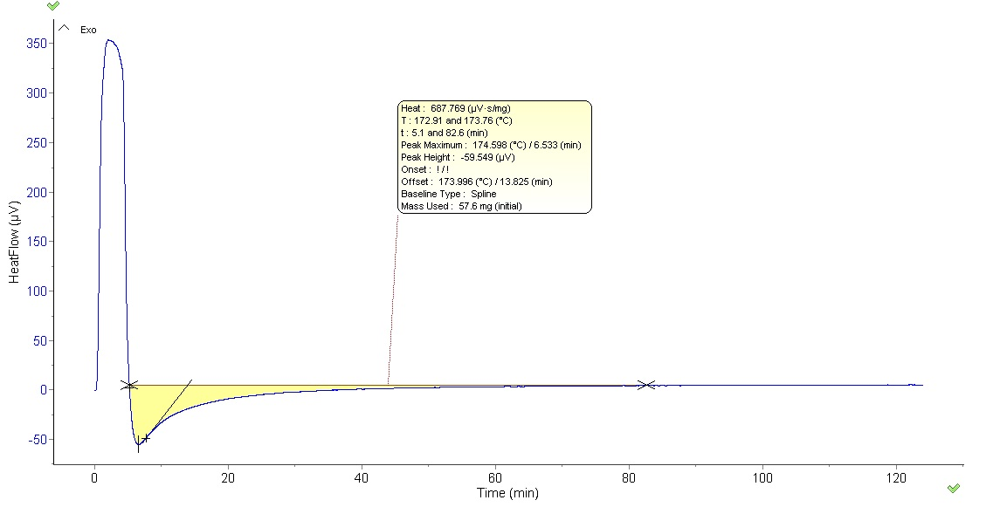 Exo
350
300
250
200
150
100
50
0
-50
HeatFlow (µV)
Heat : 687.769 (µV·s/mg)
T : 172.91 and 173.76 (°C)
t : 5.1 and 82.6 (min)
Peak Maximum : 174.598 (°C) / 6.533 (min)
Peak Height : -59.549 (µV)
Onset : ! / !
Offset : 173.996 (°C) / 13.825 (min)
Baseline Type : Spline
Mass Used : 57.6 mg (initial)
0 20 40 60 80 100 120
Time (min)